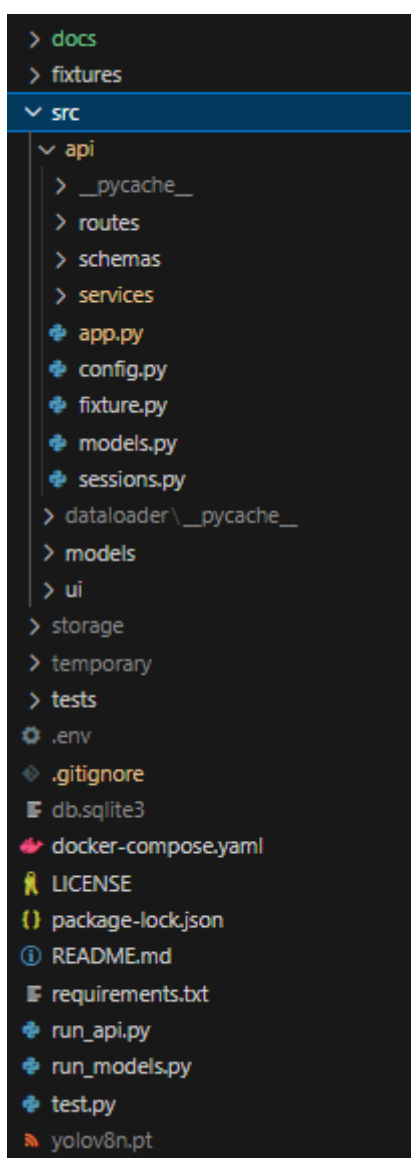 docs
fixtures
src
api
__pycache__
routes
schemas
services
app.py
config.py
fixture.py
models.py
sessions.py
dataloader\__pycache__
models
ui
storage
temporary
tests
.env
.gitignore
db.sqlite3
docker-compose.yaml
LICENSE
package-lock.json
README.md
requirements.txt
run_api.py
run_models.py
test.py
yolov8n.pt